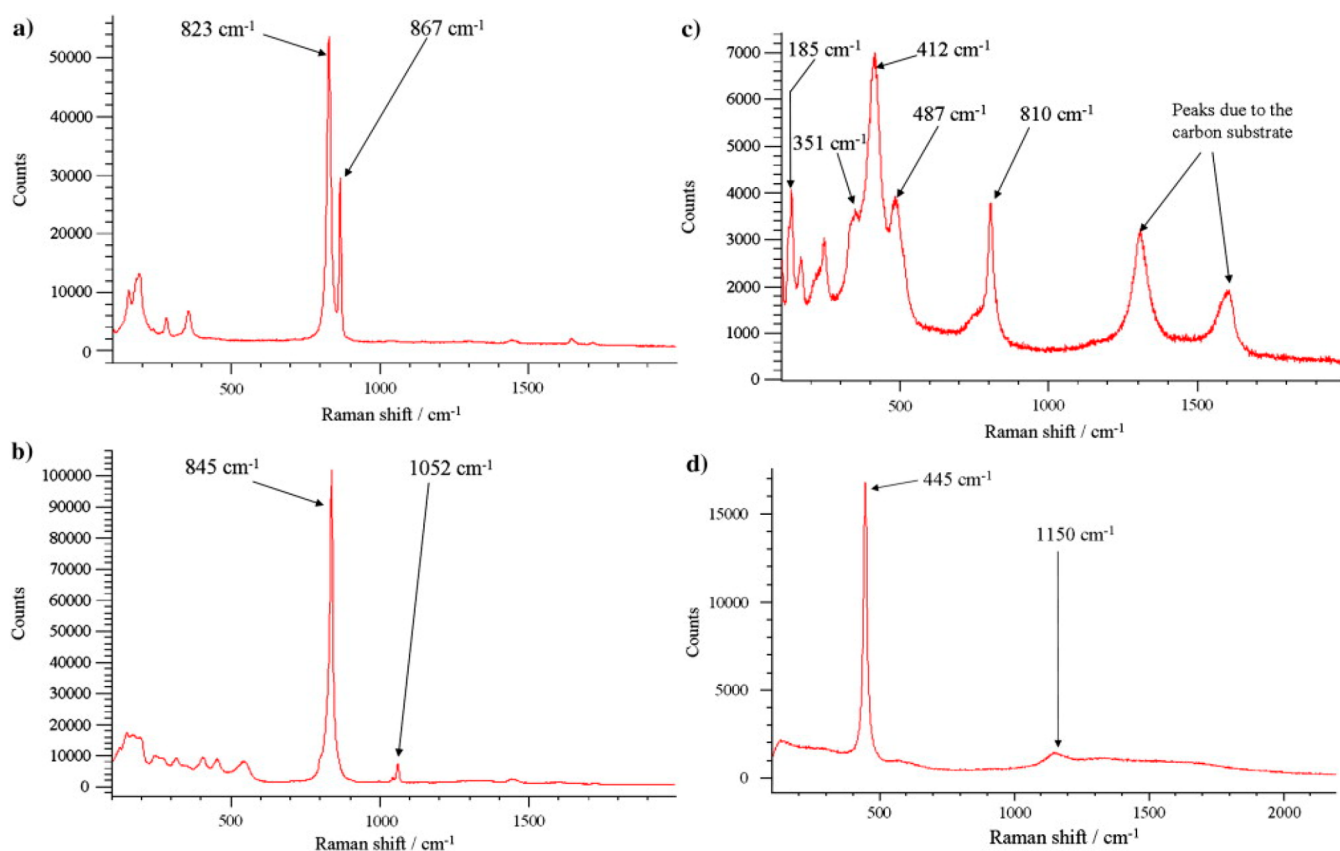 a)
823 cm⁻¹
867 cm⁻¹
50000
40000
30000
20000
10000
0
Counts
500
1000
1500
Raman shift / cm⁻¹
b)
845 cm⁻¹
1052 cm⁻¹
100000
90000
80000
70000
60000
50000
40000
30000
20000
10000
0
Counts
500
1000
1500
Raman shift / cm⁻¹
c)
185 cm⁻¹
412 cm⁻¹
351 cm⁻¹
487 cm⁻¹
810 cm⁻¹
Peaks due to the
carbon substrate
7000
6000
5000
4000
3000
2000
1000
0
Counts
500
1000
1500
Raman shift / cm⁻¹
d)
445 cm⁻¹
1150 cm⁻¹
15000
10000
5000
0
Counts
500
1000
1500
2000
Raman shift / cm⁻¹